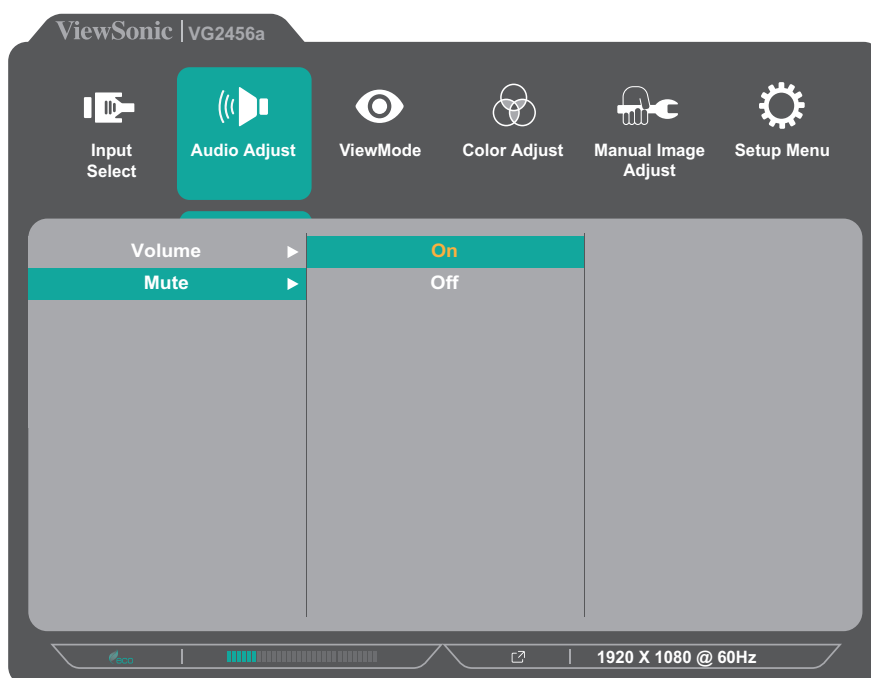 ViewSonic | VG2456a
Input Select
Audio Adjust
ViewMode
Color Adjust
Manual Image Adjust
Setup Menu
Volume
On
Mute
Off
eco
1920 X 1080 @ 60Hz